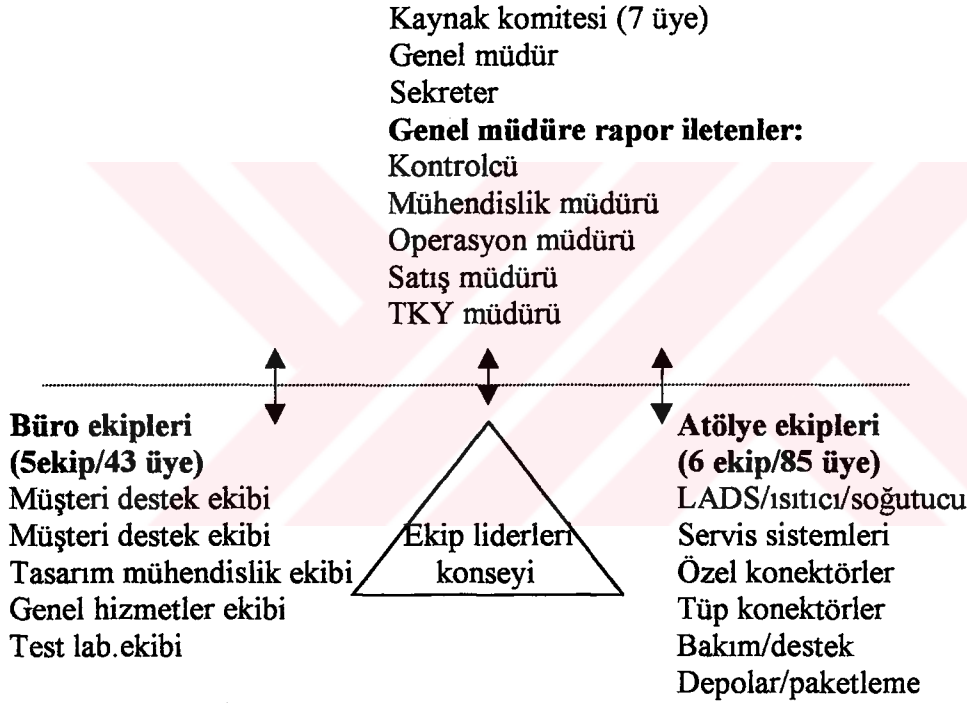 Kaynak komitesi (7 üye)
Genel müdür
Sekreter
Genel müdüre rapor iletenler:
Kontrolcü
Mühendislik müdürü
Operasyon müdürü
Satış müdürü
TKY müdürü
Büro ekipleri
(5ekip/43 üye)
Müşteri destek ekibi
Müşteri destek ekibi
Tasarım mühendislik ekibi
Genel hizmetler ekibi
Test lab.ekibi
Ekip liderleri
konseyi
Atölye ekipleri
(6 ekip/85 üye)
LADS/ısıtıcı/soğutucu
Servis sistemleri
Özel konektörler
Tüp konektörler
Bakım/destek
Depolar/paketleme